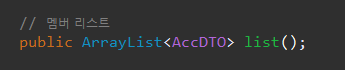 // 멤버 리스트
public ArrayList<AccDTO> list();